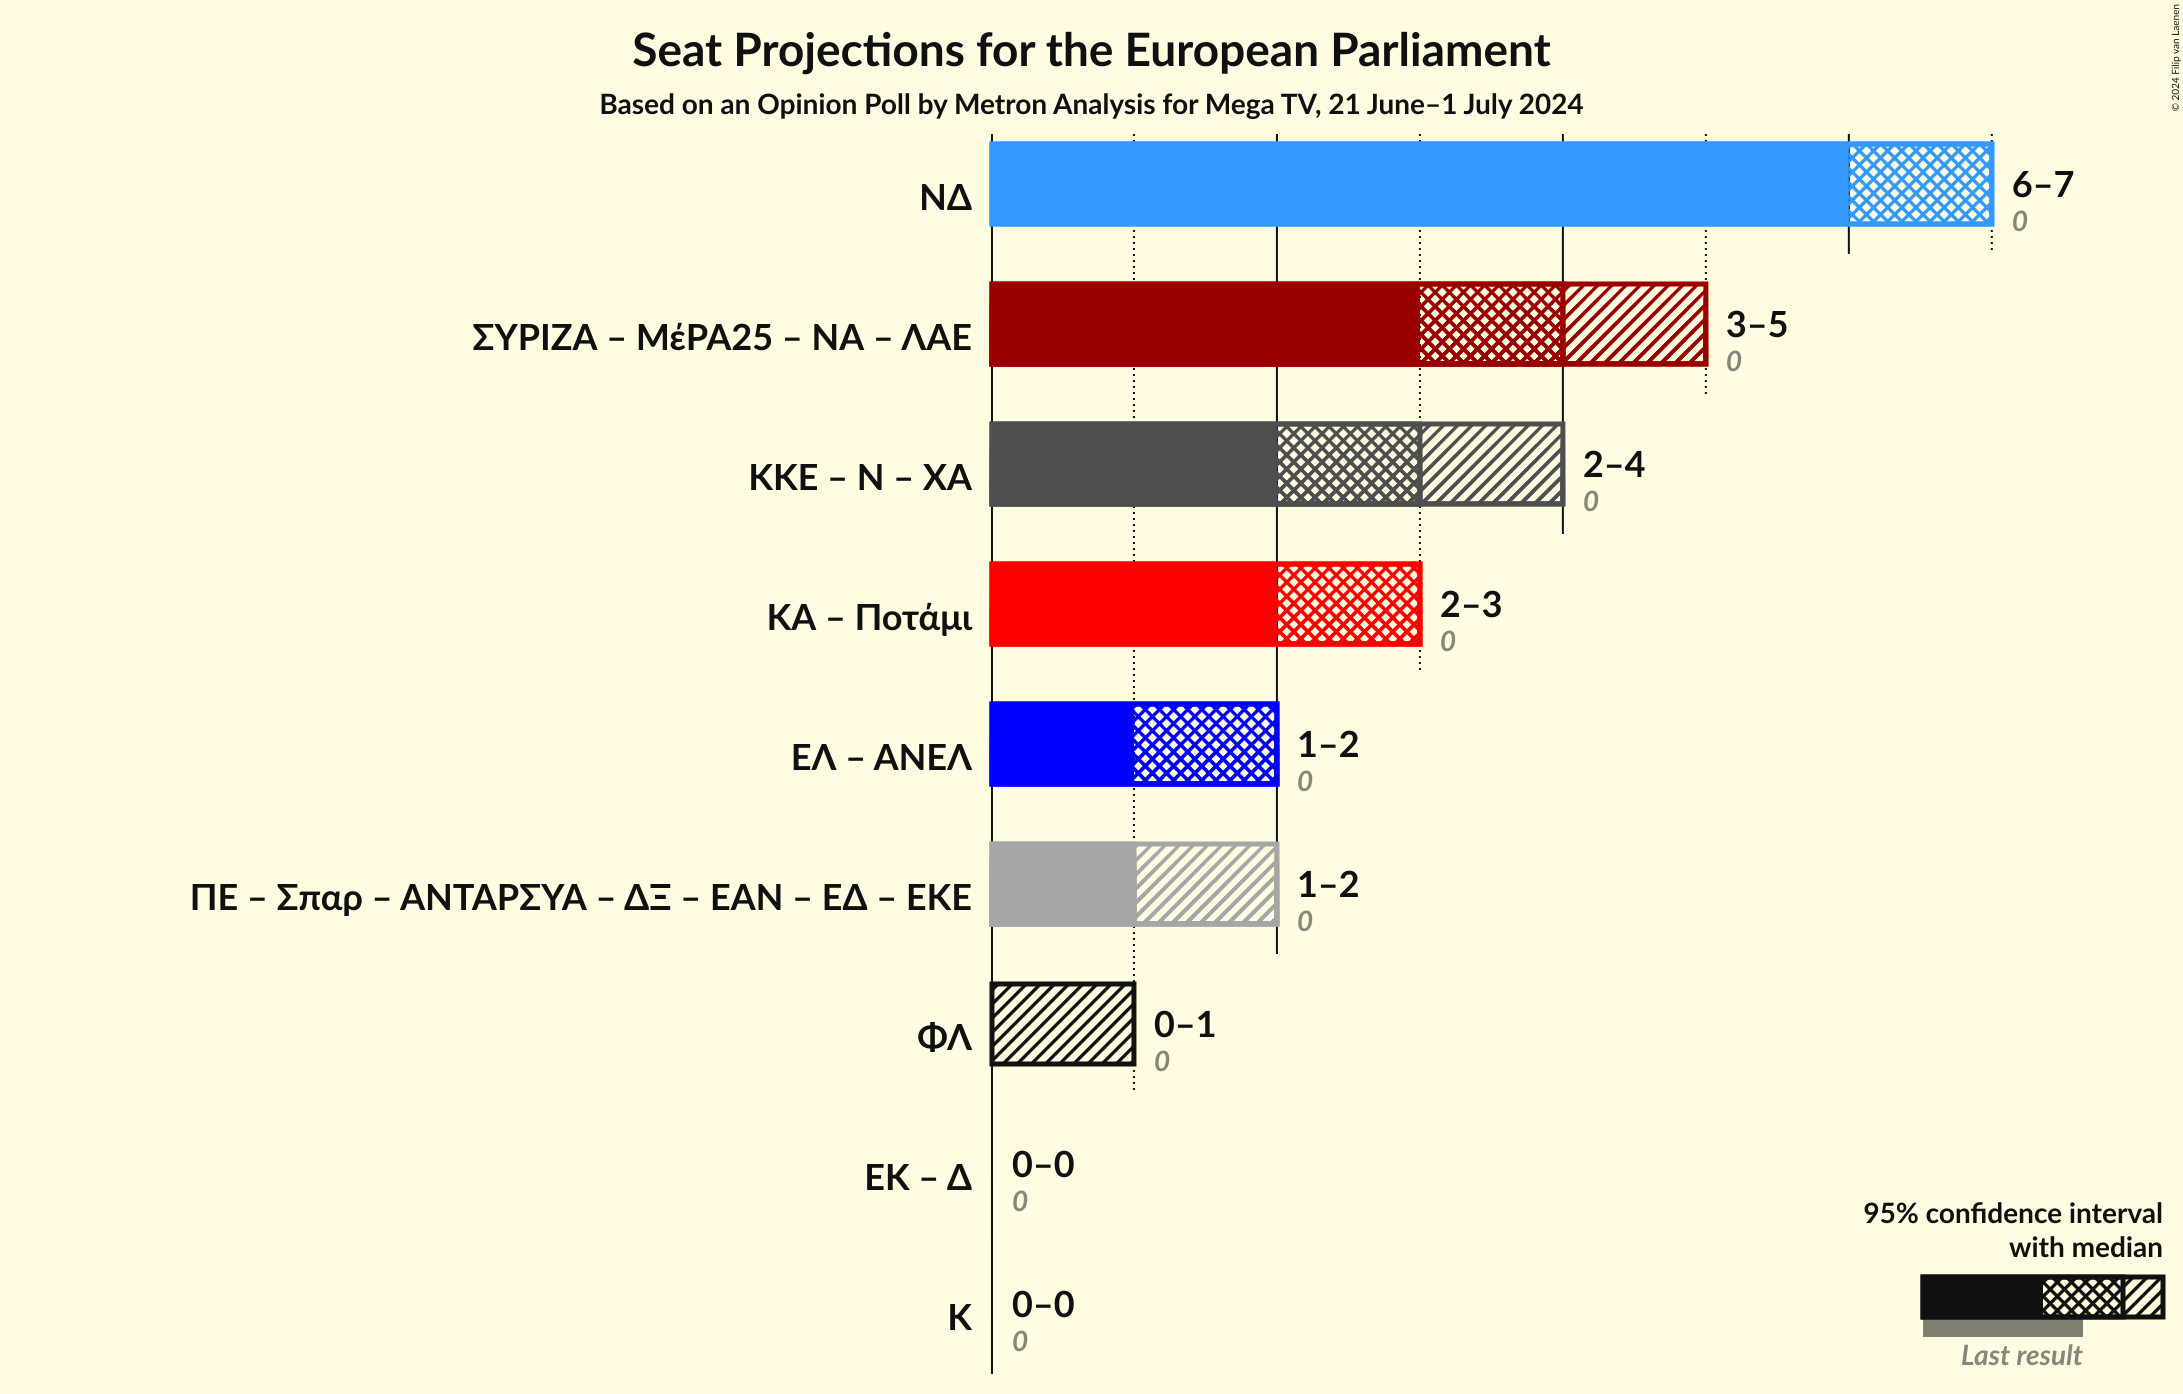 Seat Projections for the European Parliament
Based on an Opinion Poll by Metron Analysis for Mega TV, 21 June–1 July 2024
© 2024 Filip van Laenen
ΝΔ
6–7
0
ΣΥΡΙΖΑ – ΜέΡΑ25 – ΝΑ – ΛΑΕ
3–5
0
ΚΚΕ – Ν – ΧΑ
2–4
0
ΚΑ – Ποτάμι
2–3
0
ΕΛ – ΑΝΕΛ
1–2
0
ΠΕ – Σπαρ – ΑΝΤΑΡΣΥΑ – ΔΞ – ΕΑΝ – ΕΔ – ΕΚΕ
1–2
0
ΦΛ
0–1
0
ΕΚ – Δ
0–0
0
Κ
0–0
0
95% confidence interval
with median
Last result